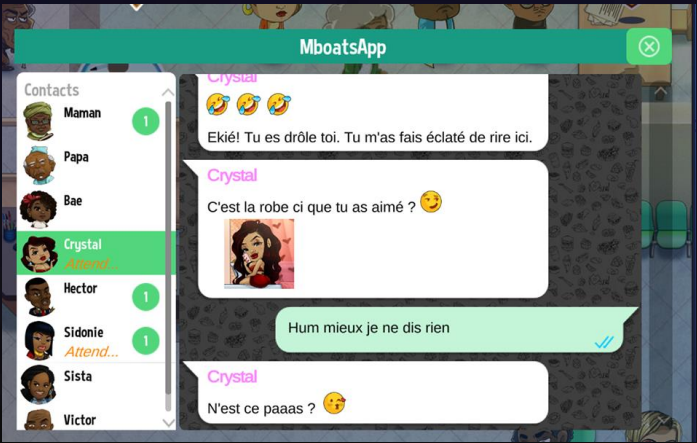 MboatsApp
Contacts
Maman
1
Papa
Bae
Crystal
Attend...
Hector
1
Sidonie
Attend...
1
Sista
Victor
Crystal
Ekié! Tu es drôle toi. Tu m'as fais éclaté de rire ici.
Crystal
C'est la robe ci que tu as aimé ?
Hum mieux je ne dis rien
Crystal
N'est ce paaas ?